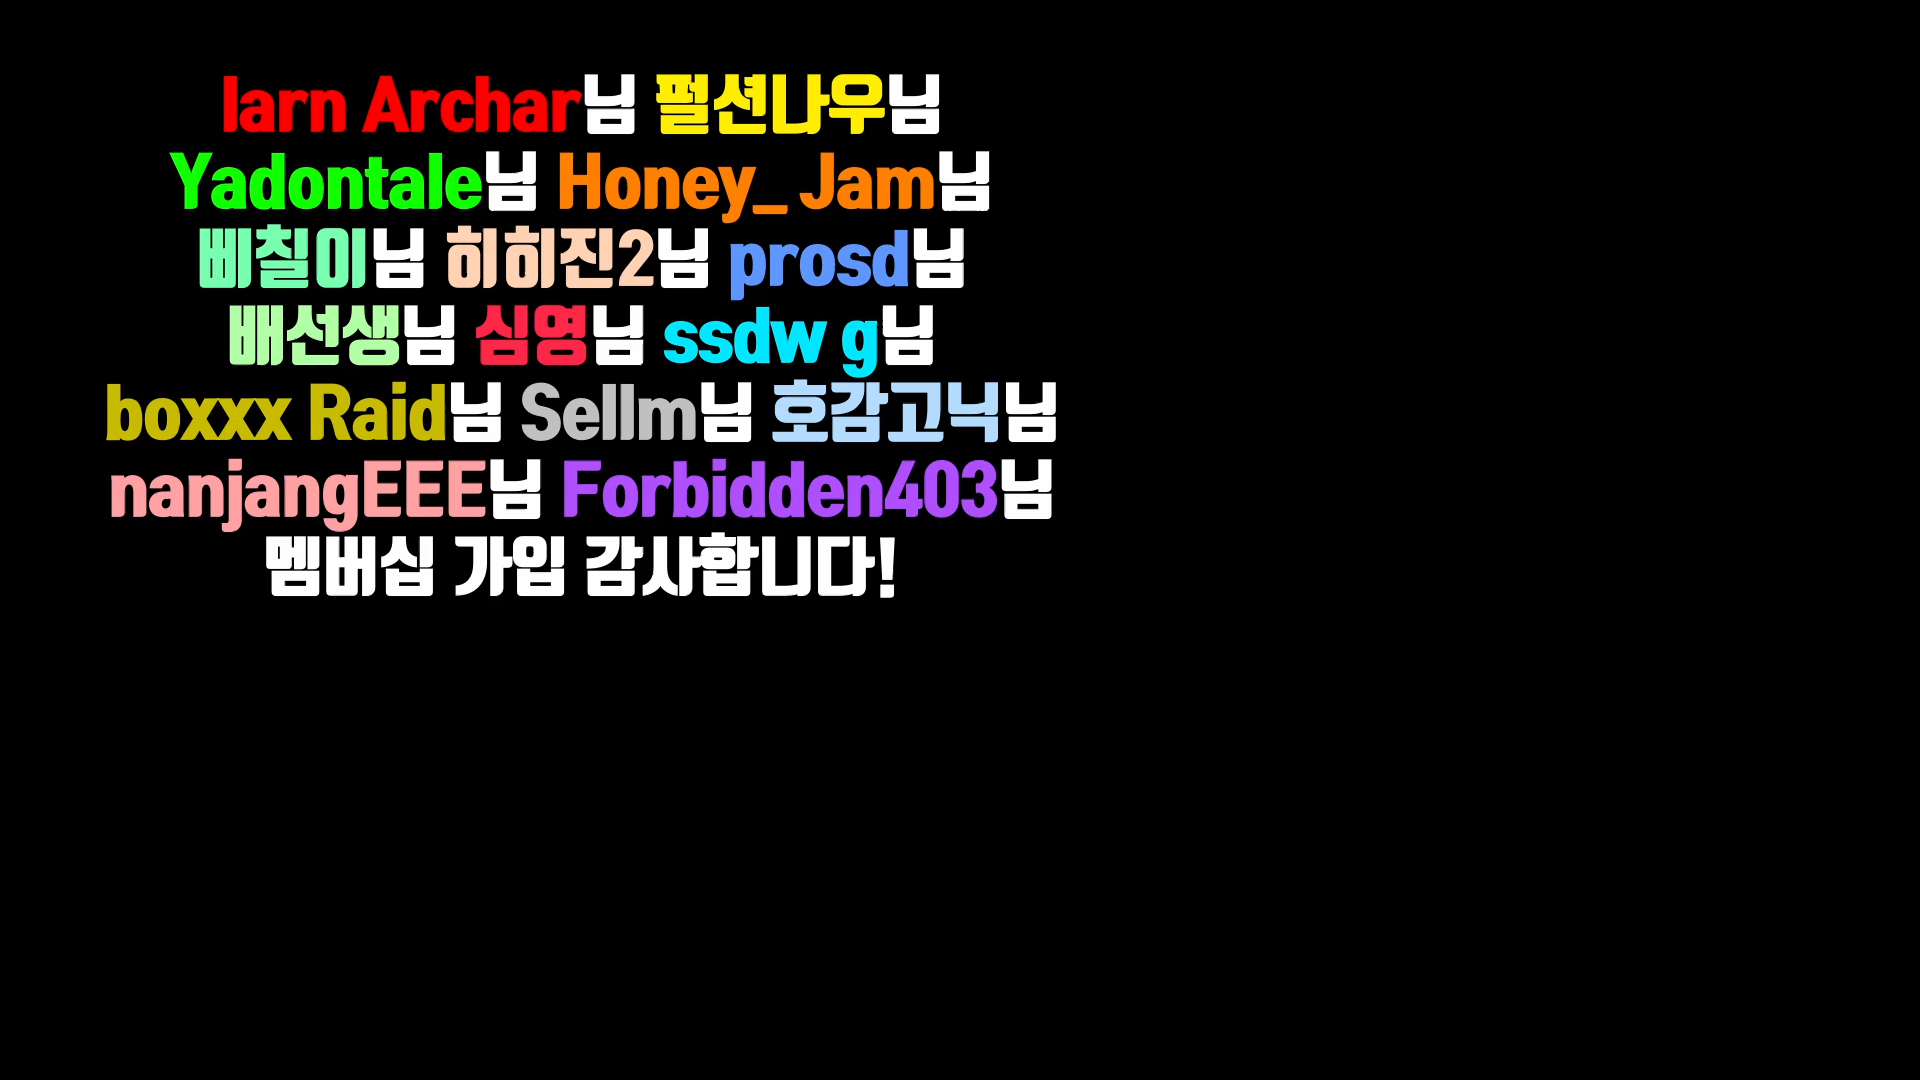 Iarn Archar님 펄션나우님
Yadontale님 Honey_ Jam님
삐칠이님 히히진2님 prosd님
배선생님 심영님 ssdw g님
boxxx Raid님 Sellm님 호감고닉님
nanjangEEE님 Forbidden403님
멤버십 가입 감사합니다!